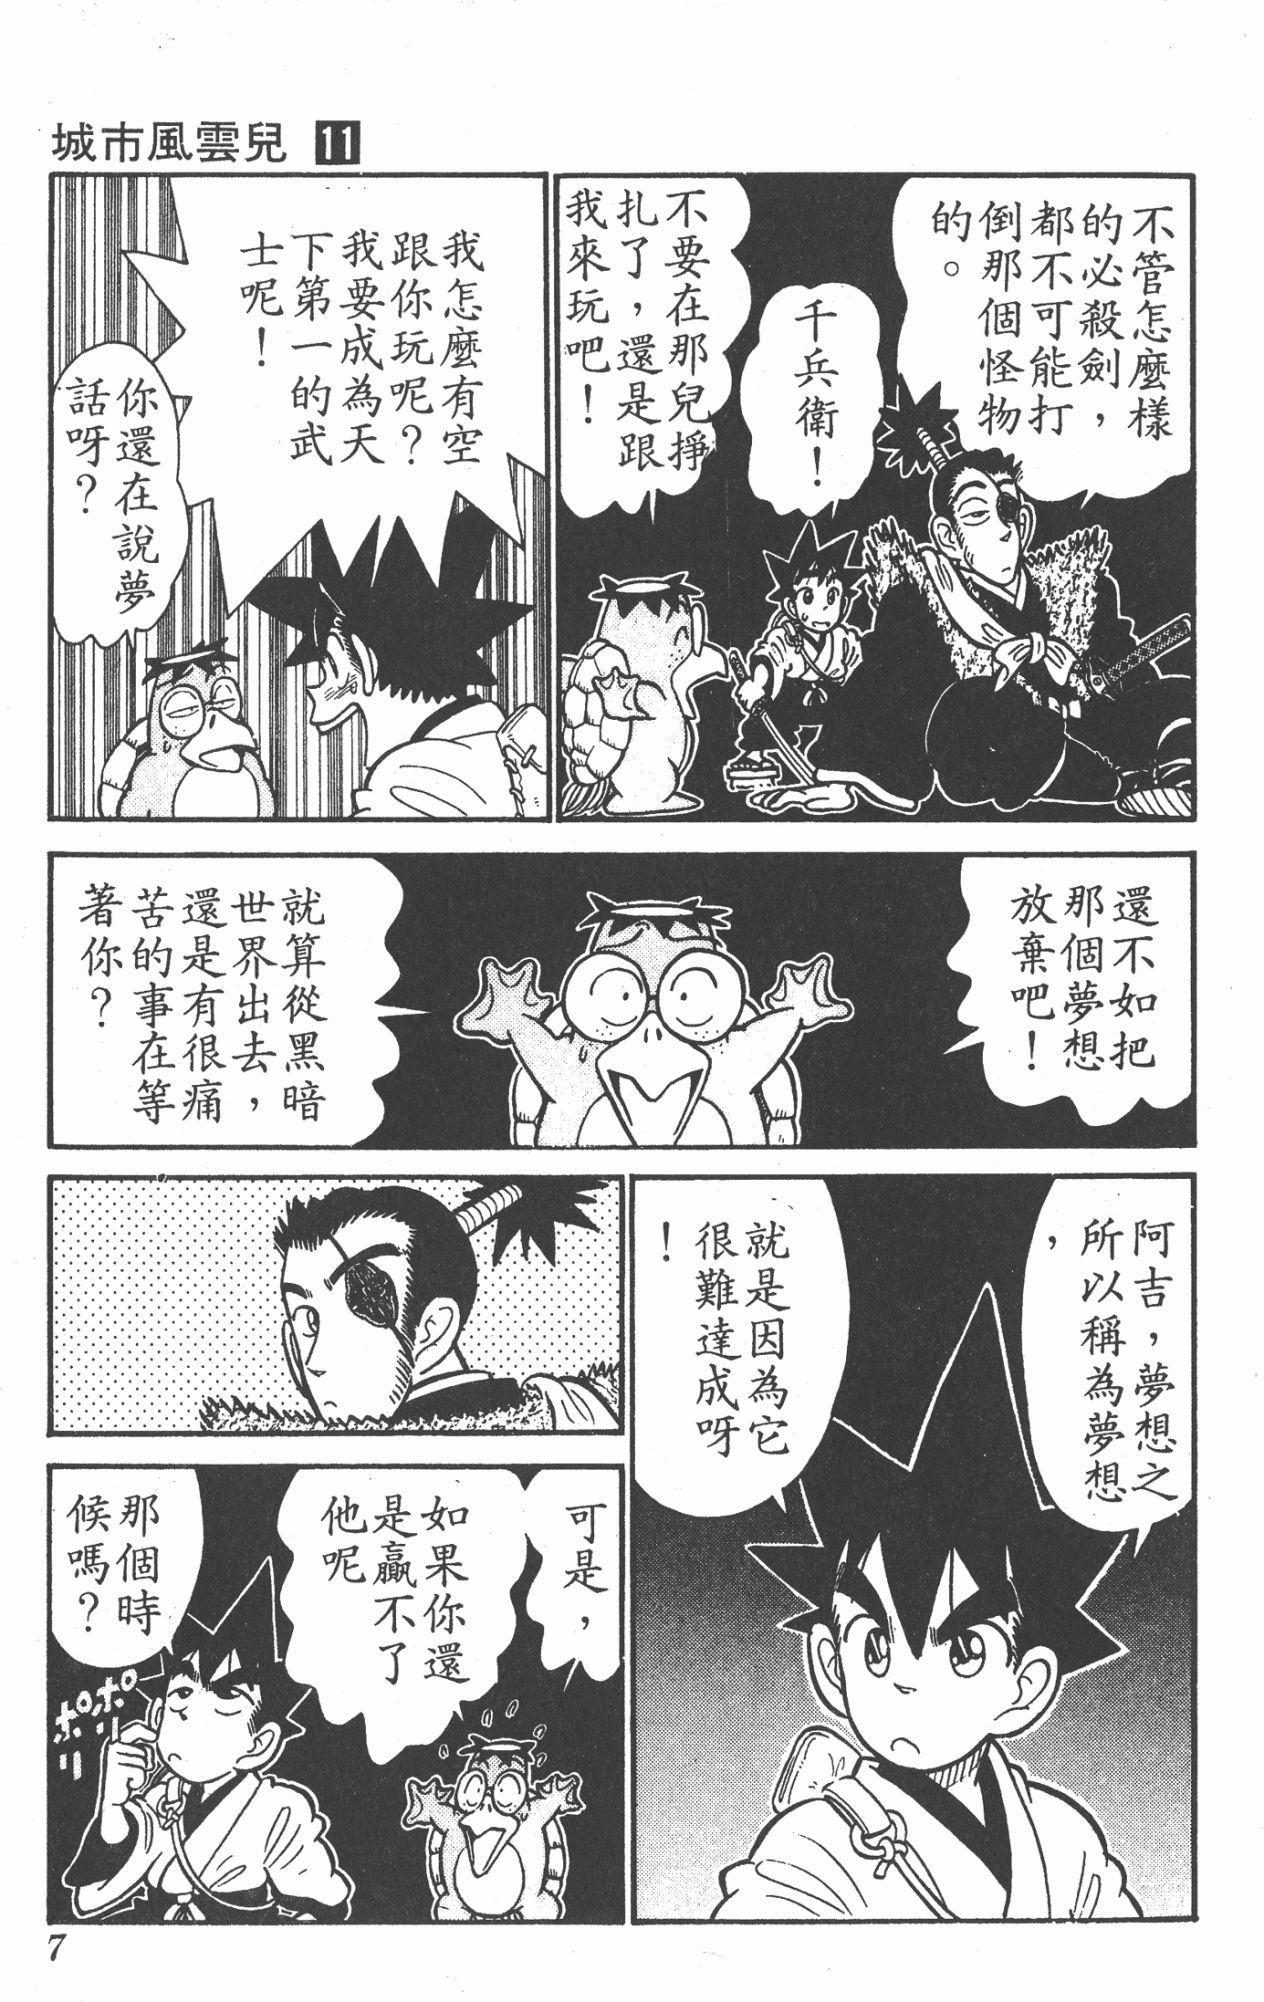 城市風雲兒 11
不管怎麼樣
的必殺劍，
都不可能打
倒那個怪物
的。
千兵衛！
不要在那兒掙
扎了，還是跟
我來玩吧！
我怎麼有空
跟你玩呢？
我要成為天
下第一的武
士呢！
你還在說夢
話呀？
還不如把
那個夢想
放棄吧！
就算從黑暗
世界出去，
還是有很痛
苦的事在等
著你？
阿吉，夢想之
所以稱為夢想
，
就是因為它
很難達成呀
！
可是，
如果你還
是贏不了
他呢
那個時
候嗎？
ポリポリ
7